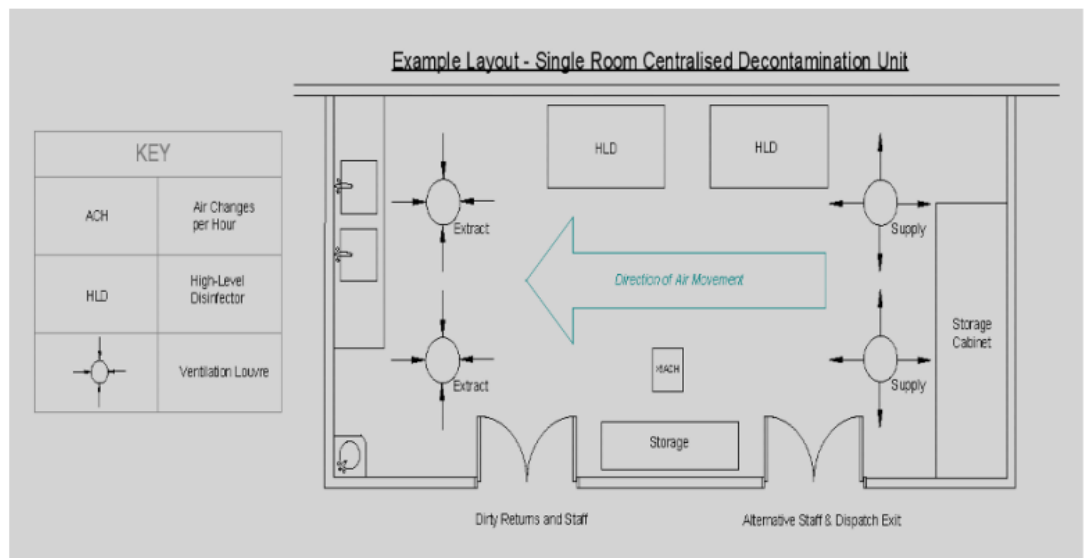 Example Layout - Single Room Centralised Decontamination Unit
KEY
ACH
Air Changes
per Hour
HLD
High-Level
Disinfector
Ventilation Louvre
HLD
HLD
Extract
Supply
Direction of Air Movement
Storage
Cabinet
Extract
Supply
Storage
Dirty Returns and Staff
Alternative Staff & Dispatch Exit